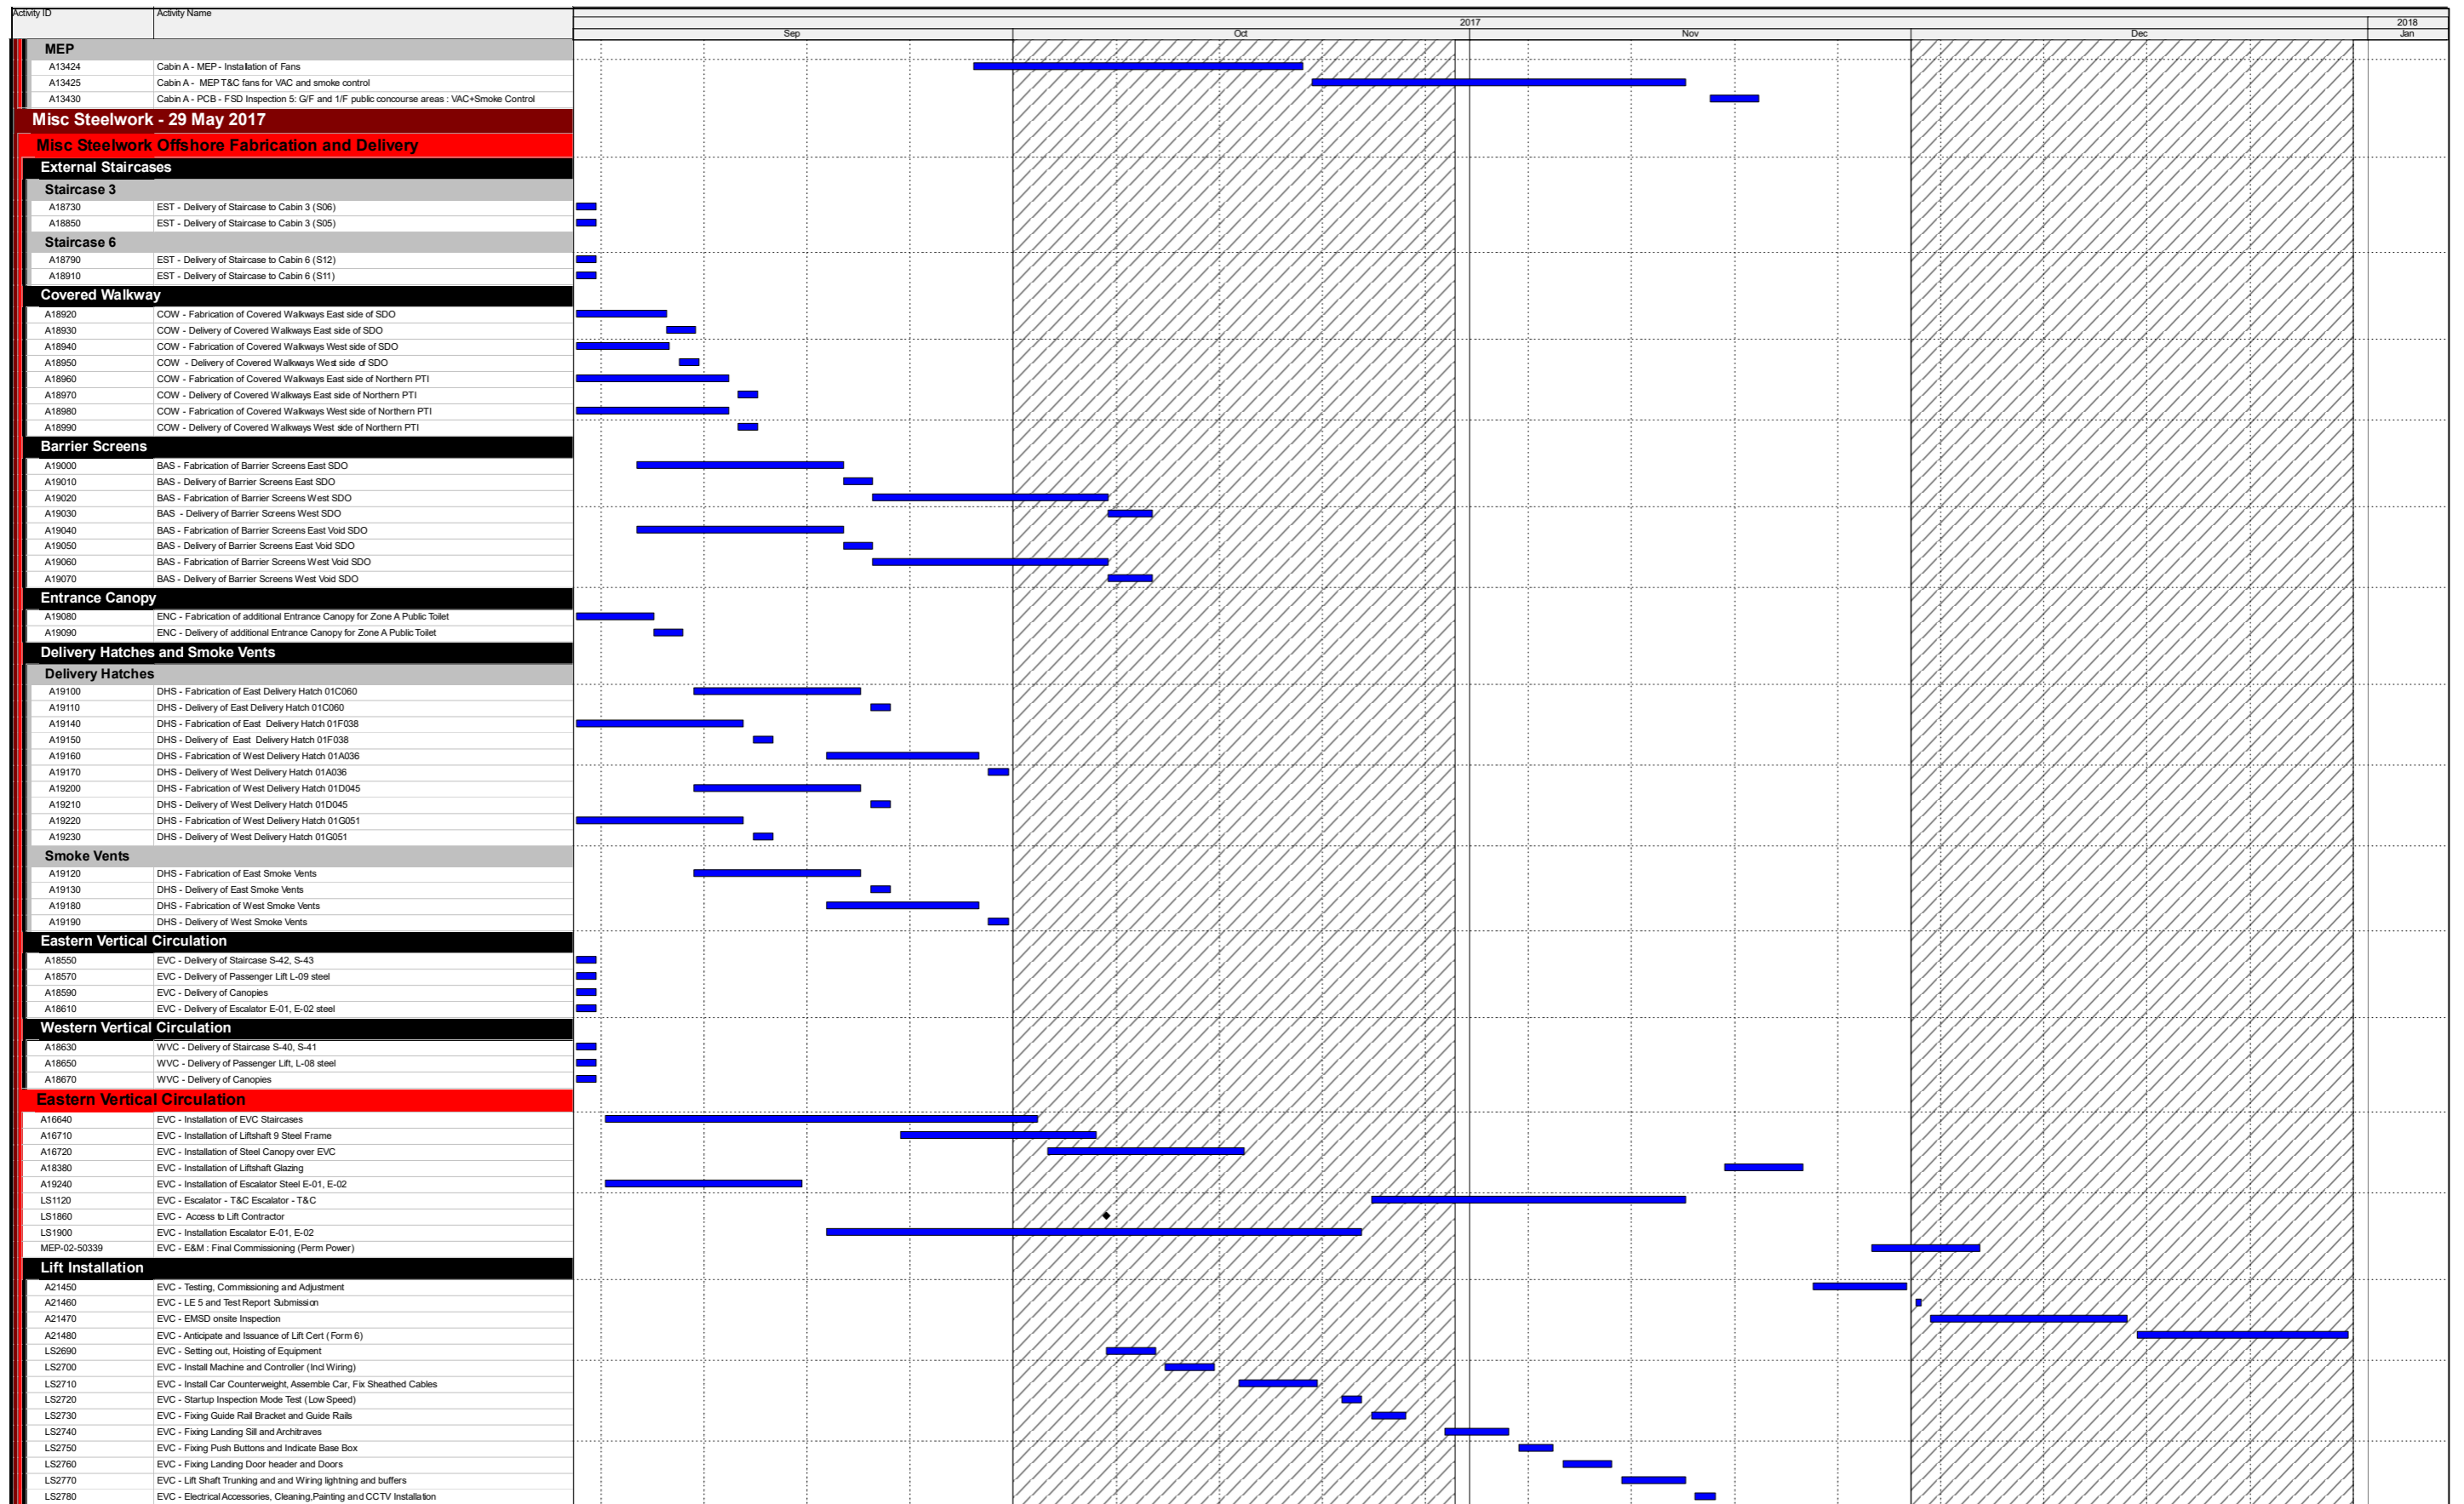 Activity ID Activity Name
2017 2018
Sep Oct Nov Dec Jan
MEP
A13424 Cabin A - MEP - Installation of Fans
A13425 Cabin A - MEP T&C fans for VAC and smoke control
A13430 Cabin A - PCB - FSD Inspection 5: G/F and 1/F public concourse areas : VAC+Smoke Control
Misc Steelwork - 29 May 2017
Misc Steelwork Offshore Fabrication and Delivery
External Staircases
Staircase 3
A18730 EST - Delivery of Staircase to Cabin 3 (S06)
A18850 EST - Delivery of Staircase to Cabin 3 (S05)
Staircase 6
A18790 EST - Delivery of Staircase to Cabin 6 (S12)
A18910 EST - Delivery of Staircase to Cabin 6 (S11)
Covered Walkway
A18920 COW - Fabrication of Covered Walkways East side of SDO
A18930 COW - Delivery of Covered Walkways East side of SDO
A18940 COW - Fabrication of Covered Walkways West side of SDO
A18950 COW - Delivery of Covered Walkways West side of SDO
A18960 COW - Fabrication of Covered Walkways East side of Northern PTI
A18970 COW - Delivery of Covered Walkways East side of Northern PTI
A18980 COW - Fabrication of Covered Walkways West side of Northern PTI
A18990 COW - Delivery of Covered Walkways West side of Northern PTI
Barrier Screens
A19000 BAS - Fabrication of Barrier Screens East SDO
A19010 BAS - Delivery of Barrier Screens East SDO
A19020 BAS - Fabrication of Barrier Screens West SDO
A19030 BAS - Delivery of Barrier Screens West SDO
A19040 BAS - Fabrication of Barrier Screens East Void SDO
A19050 BAS - Delivery of Barrier Screens East Void SDO
A19060 BAS - Fabrication of Barrier Screens West Void SDO
A19070 BAS - Delivery of Barrier Screens West Void SDO
Entrance Canopy
A19080 ENC - Fabrication of additional Entrance Canopy for Zone A Public Toilet
A19090 ENC - Delivery of additional Entrance Canopy for Zone A Public Toilet
Delivery Hatches and Smoke Vents
Delivery Hatches
A19100 DHS - Fabrication of East Delivery Hatch 01C060
A19110 DHS - Delivery of East Delivery Hatch 01C060
A19140 DHS - Fabrication of East Delivery Hatch 01F038
A19150 DHS - Delivery of East Delivery Hatch 01F038
A19160 DHS - Fabrication of West Delivery Hatch 01A036
A19170 DHS - Delivery of West Delivery Hatch 01A036
A19200 DHS - Fabrication of West Delivery Hatch 01D045
A19210 DHS - Delivery of West Delivery Hatch 01D045
A19220 DHS - Fabrication of West Delivery Hatch 01G051
A19230 DHS - Delivery of West Delivery Hatch 01G051
Smoke Vents
A19120 DHS - Fabrication of East Smoke Vents
A19130 DHS - Delivery of East Smoke Vents
A19180 DHS - Fabrication of West Smoke Vents
A19190 DHS - Delivery of West Smoke Vents
Eastern Vertical Circulation
A18550 EVC - Delivery of Staircase S-42, S-43
A18570 EVC - Delivery of Passenger Lift L-09 steel
A18590 EVC - Delivery of Canopies
A18610 EVC - Delivery of Escalator E-01, E-02 steel
Western Vertical Circulation
A18630 WVC - Delivery of Staircase S-40, S-41
A18650 WVC - Delivery of Passenger Lift, L-08 steel
A18670 WVC - Delivery of Canopies
Eastern Vertical Circulation
A16640 EVC - Installation of EVC Staircases
A16710 EVC - Installation of Liftshaft 9 Steel Frame
A16720 EVC - Installation of Steel Canopy over EVC
A18380 EVC - Installation of Liftshaft Glazing
A19240 EVC - Installation of Escalator Steel E-01, E-02
LS1120 EVC - Escalator - T&C Escalator - T&C
LS1860 EVC - Access to Lift Contractor
LS1900 EVC - Installation Escalator E-01, E-02
MEP-02-50339 EVC - E&M : Final Commissioning (Perm Power)
Lift Installation
A21450 EVC - Testing, Commissioning and Adjustment
A21460 EVC - LE 5 and Test Report Submission
A21470 EVC - EMSD onsite Inspection
A21480 EVC - Anticipate and Issuance of Lift Cert (Form 6)
LS2690 EVC - Setting out, Hoisting of Equipment
LS2700 EVC - Install Machine and Controller (Incl Wiring)
LS2710 EVC - Install Car Counterweight, Assemble Car, Fix Sheathed Cables
LS2720 EVC - Startup Inspection Mode Test (Low Speed)
LS2730 EVC - Fixing Guide Rail Bracket and Guide Rails
LS2740 EVC - Fixing Landing Sill and Architraves
LS2750 EVC - Fixing Push Buttons and Indicate Base Box
LS2760 EVC - Fixing Landing Door header and Doors
LS2770 EVC - Lift Shaft Trunking and and Wiring lightning and buffers
LS2780 EVC - Electrical Accessories, Cleaning,Painting and CCTV Installation